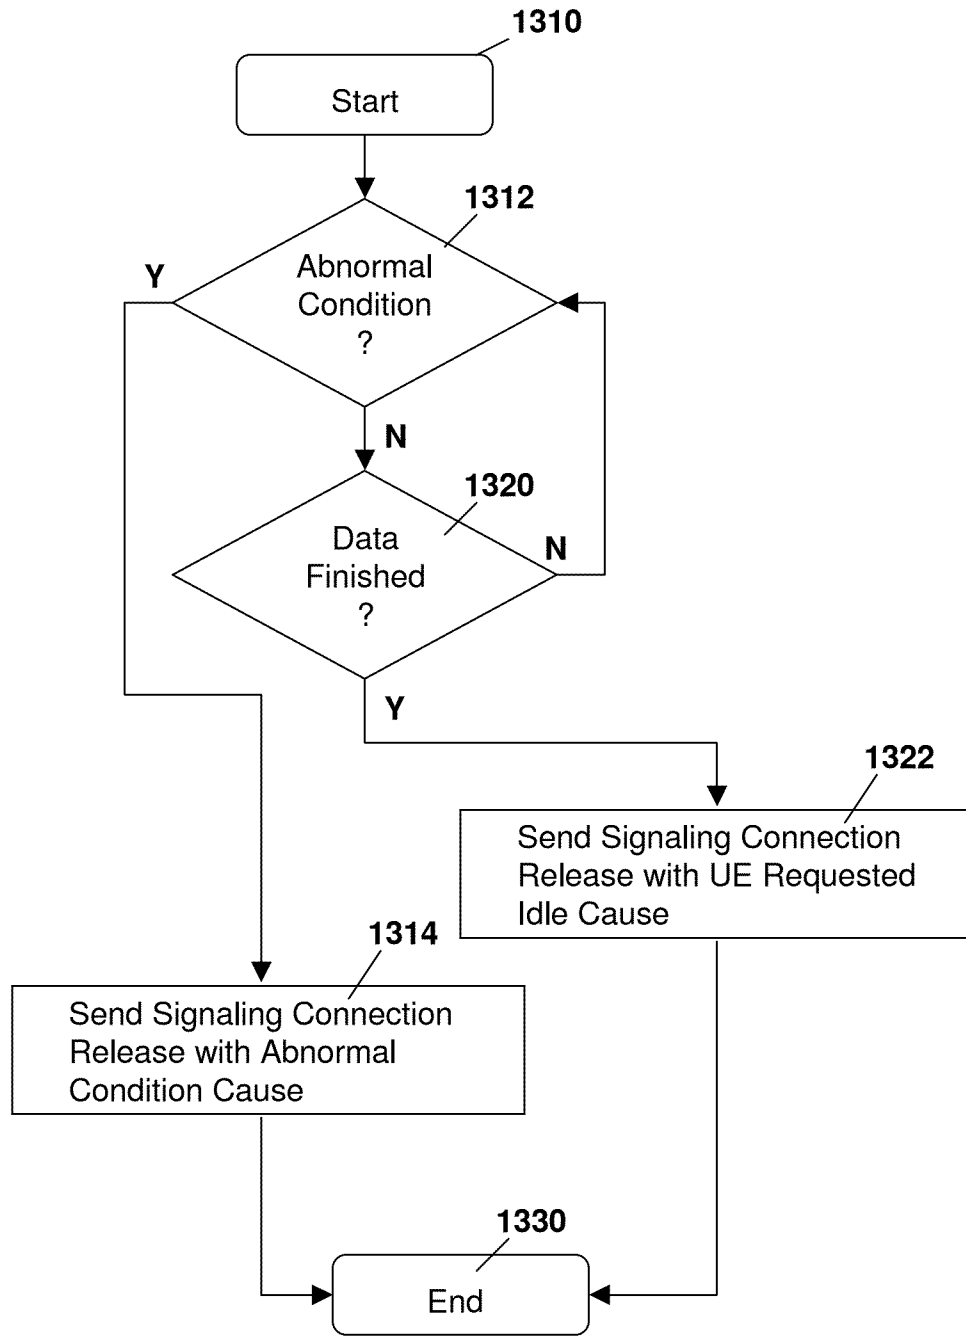 1310
Start
1312
Y
Abnormal
Condition
?
N
1320
Data
Finished
?
N
Y
1322
Send Signaling Connection
Release with UE Requested
Idle Cause
1314
Send Signaling Connection
Release with Abnormal
Condition Cause
1330
End